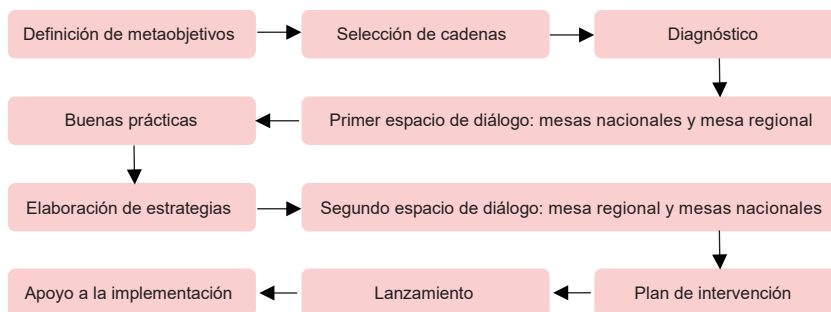 Definición de metaobjetivos
Selección de cadenas
Diagnóstico
Primer espacio de diálogo: mesas nacionales y mesa regional
Buenas prácticas
Elaboración de estrategias
Segundo espacio de diálogo: mesa regional y mesas nacionales
Plan de intervención
Lanzamiento
Apoyo a la implementación